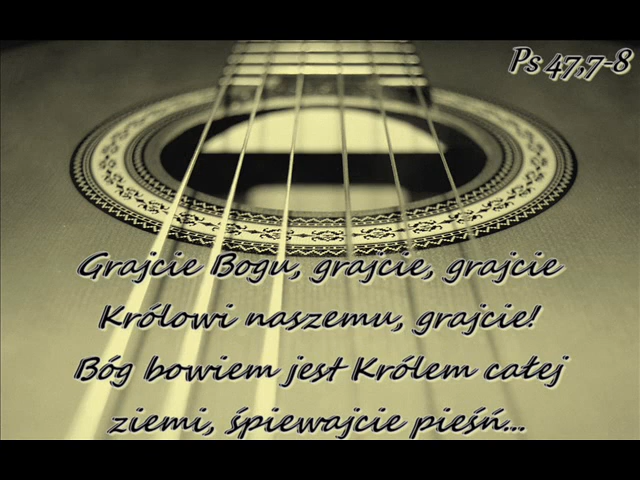 Ps 47,7-8
Grajcie Bogu, grajcie, grajcie
Królowi naszemu, grajcie!
Bóg bowiem jest Królem całej
ziemi, śpiewajcie pieśń...